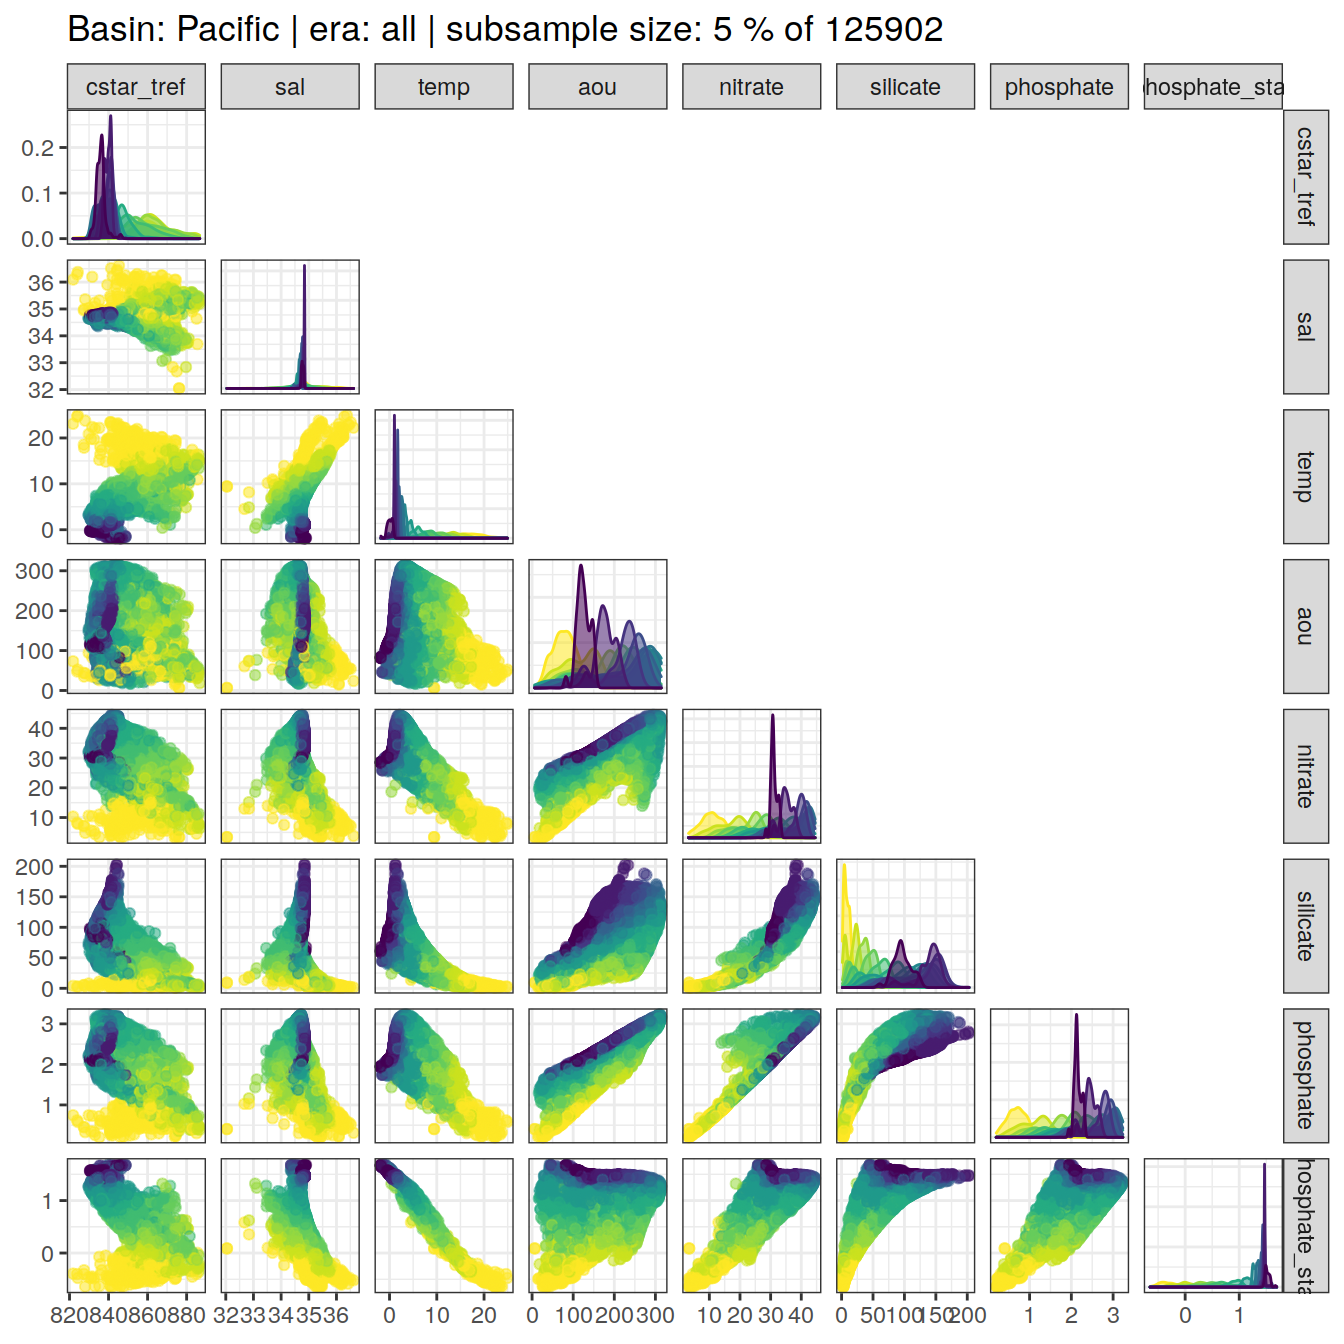 Basin: Pacific | era: all | subsample size: 5 % of 125902
cstar_tref sal temp aou nitrate silicate phosphate hosphate_sta
0.2
0.1
0.0
cstar_tref
36
35
34
33
32
sal
20
10
0
temp
300
200
100
0
aou
40
30
20
10
nitrate
200
150
100
50
0
silicate
3
2
1
phosphate
1
0
hosphate_sta
820 840 860 880 32 33 34 35 36 0 10 20 0 100 200 300 10 20 30 40 0 50 100 150 200 1 2 3 0 1